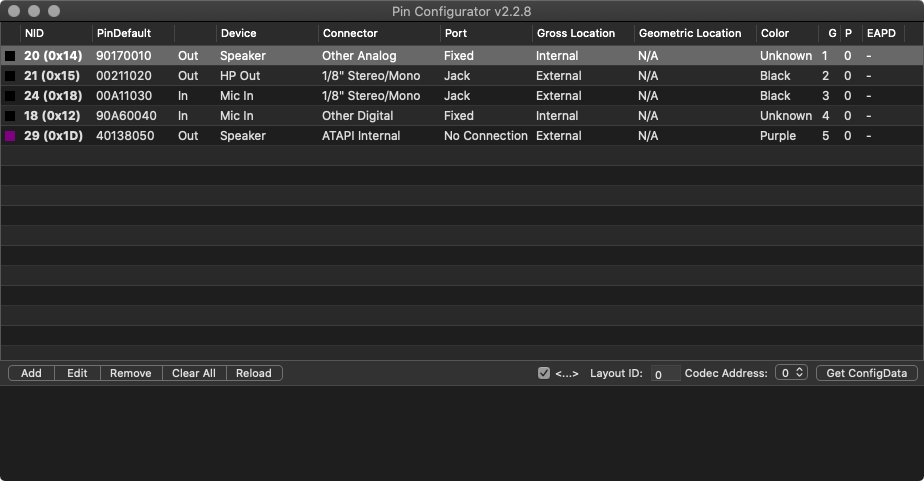 Pin Configurator v2.2.8
NID PinDefault Device Connector Port Gross Location Geometric Location Color G P EAPD
20 (0x14) 90170010 Out Speaker Other Analog Fixed Internal N/A Unknown 1 0 -
21 (0x15) 00211020 Out HP Out 1/8" Stereo/Mono Jack External N/A Black 2 0 -
24 (0x18) 00A11030 In Mic In 1/8" Stereo/Mono Jack External N/A Black 3 0 -
18 (0x12) 90A60040 In Mic In Other Digital Fixed Internal N/A Unknown 4 0 -
29 (0x1D) 40138050 Out Speaker ATAPI Internal No Connection External N/A Purple 5 0 -
Add Edit Remove Clear All Reload <...> Layout ID: 0 Codec Address: 0 Get ConfigData